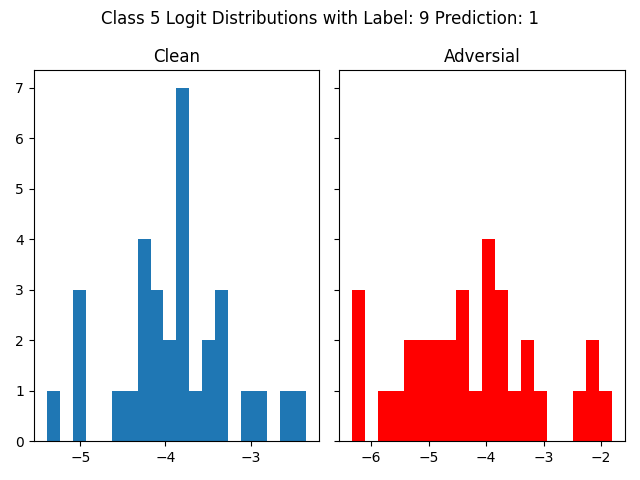 Class 5 Logit Distributions with Label: 9 Prediction: 1
Clean
Adversial
7
6
5
4
3
2
1
0
−5 −4 −3
−6 −5 −4 −3 −2